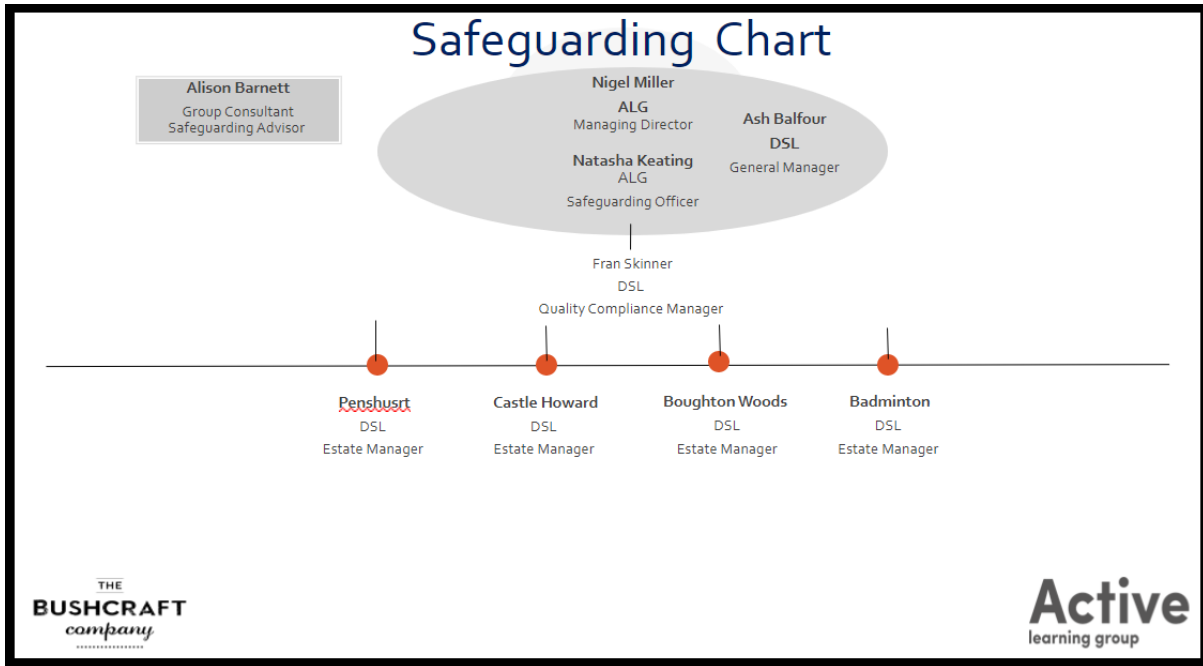 Safeguarding Chart
Alison Barnett
Group Consultant
Safeguarding Advisor
Nigel Miller
ALG
Managing Director
Natasha Keating
ALG
Safeguarding Officer
Ash Balfour
DSL
General Manager
Fran Skinner
DSL
Quality Compliance Manager
Penshusrt
DSL
Estate Manager
Castle Howard
DSL
Estate Manager
Boughton Woods
DSL
Estate Manager
Badminton
DSL
Estate Manager
THE
BUSHCRAFT
company
Active
learning group